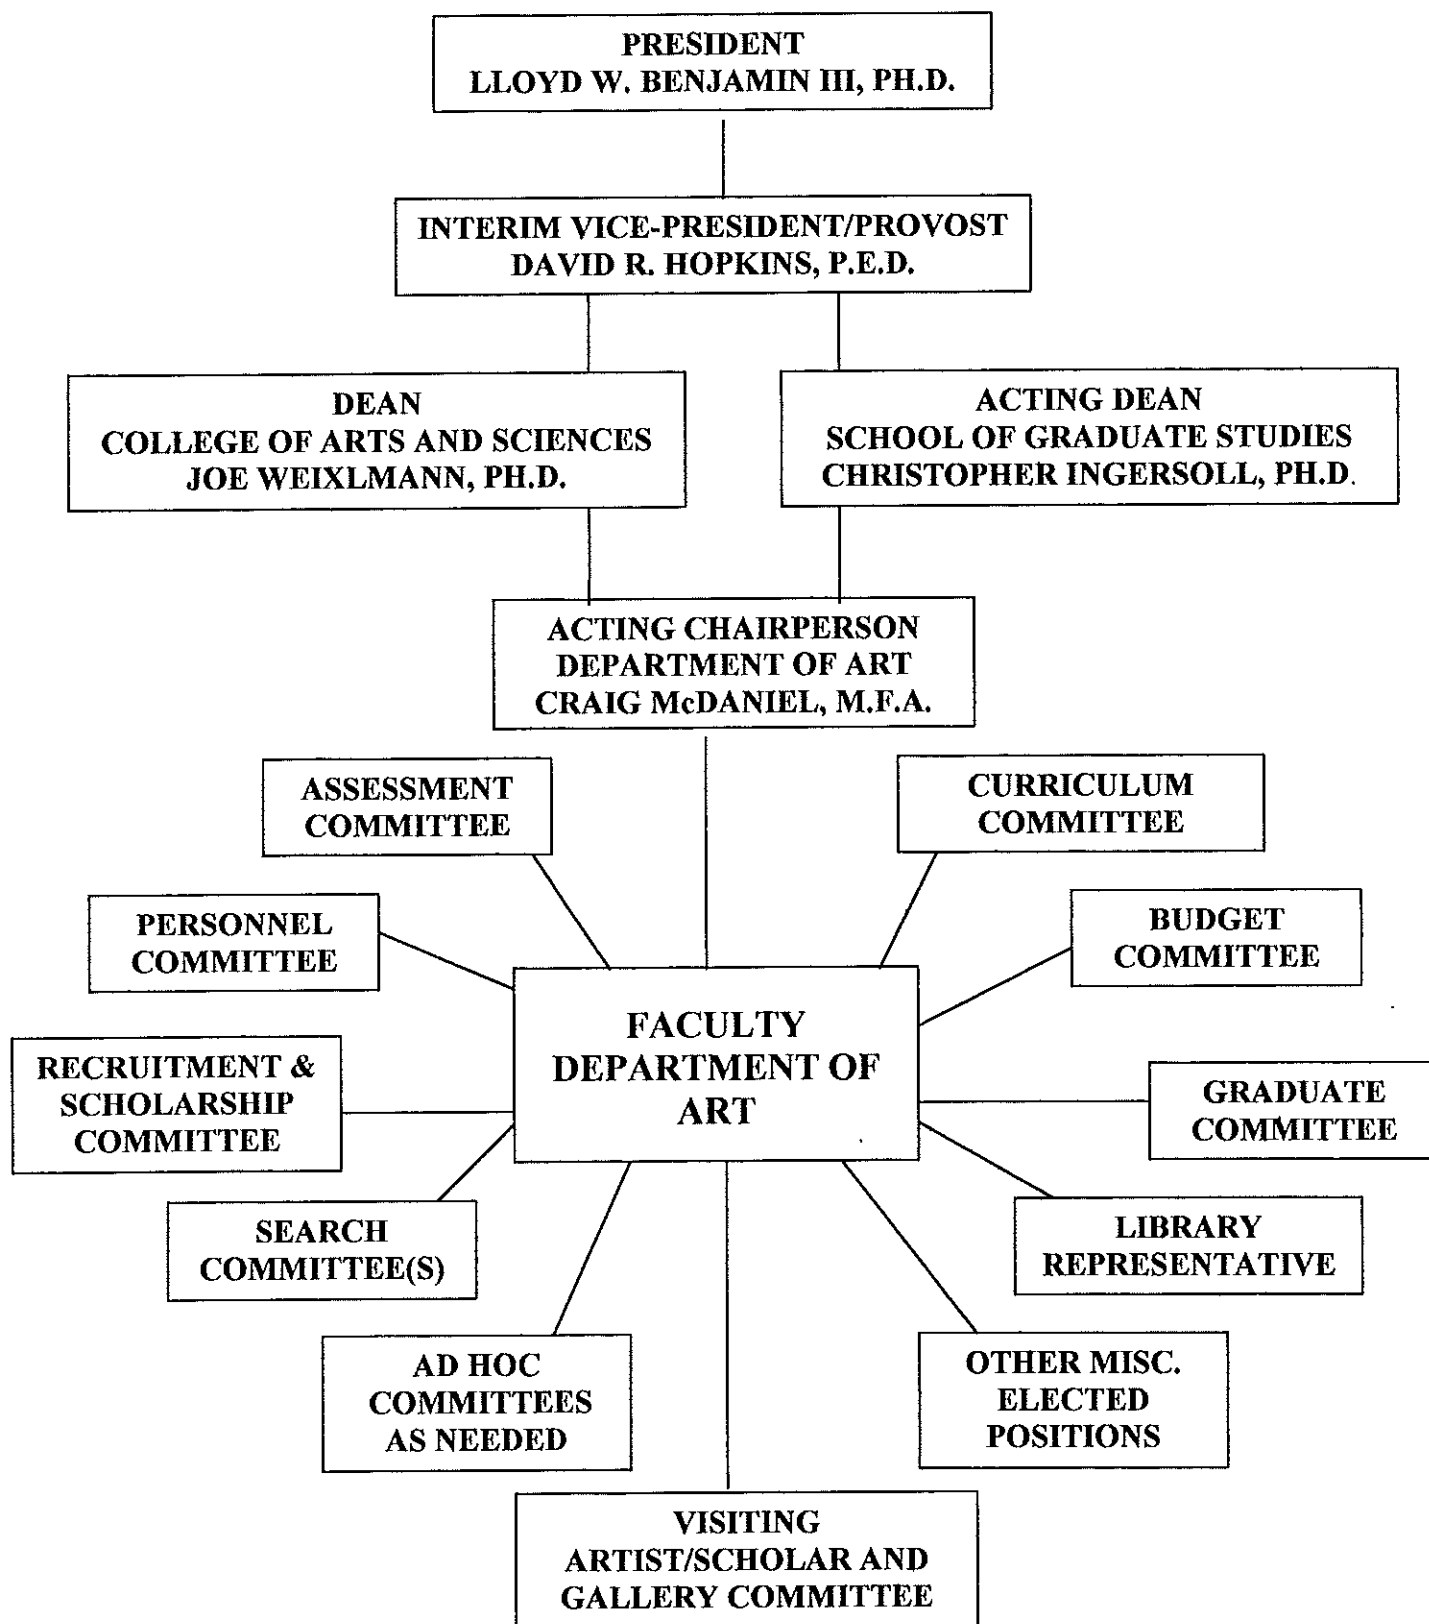 PRESIDENT
LLOYD W. BENJAMIN III, PH.D.
INTERIM VICE-PRESIDENT/PROVOST
DAVID R. HOPKINS, P.E.D.
DEAN
COLLEGE OF ARTS AND SCIENCES
JOE WEIXLMANN, PH.D.
ACTING DEAN
SCHOOL OF GRADUATE STUDIES
CHRISTOPHER INGERSOLL, PH.D.
ACTING CHAIRPERSON
DEPARTMENT OF ART
CRAIG McDANIEL, M.F.A.
ASSESSMENT
COMMITTEE
CURRICULUM
COMMITTEE
PERSONNEL
COMMITTEE
BUDGET
COMMITTEE
FACULTY
DEPARTMENT OF
ART
RECRUITMENT &
SCHOLARSHIP
COMMITTEE
GRADUATE
COMMITTEE
SEARCH
COMMITTEE(S)
LIBRARY
REPRESENTATIVE
AD HOC
COMMITTEES
AS NEEDED
OTHER MISC.
ELECTED
POSITIONS
VISITING
ARTIST/SCHOLAR AND
GALLERY COMMITTEE